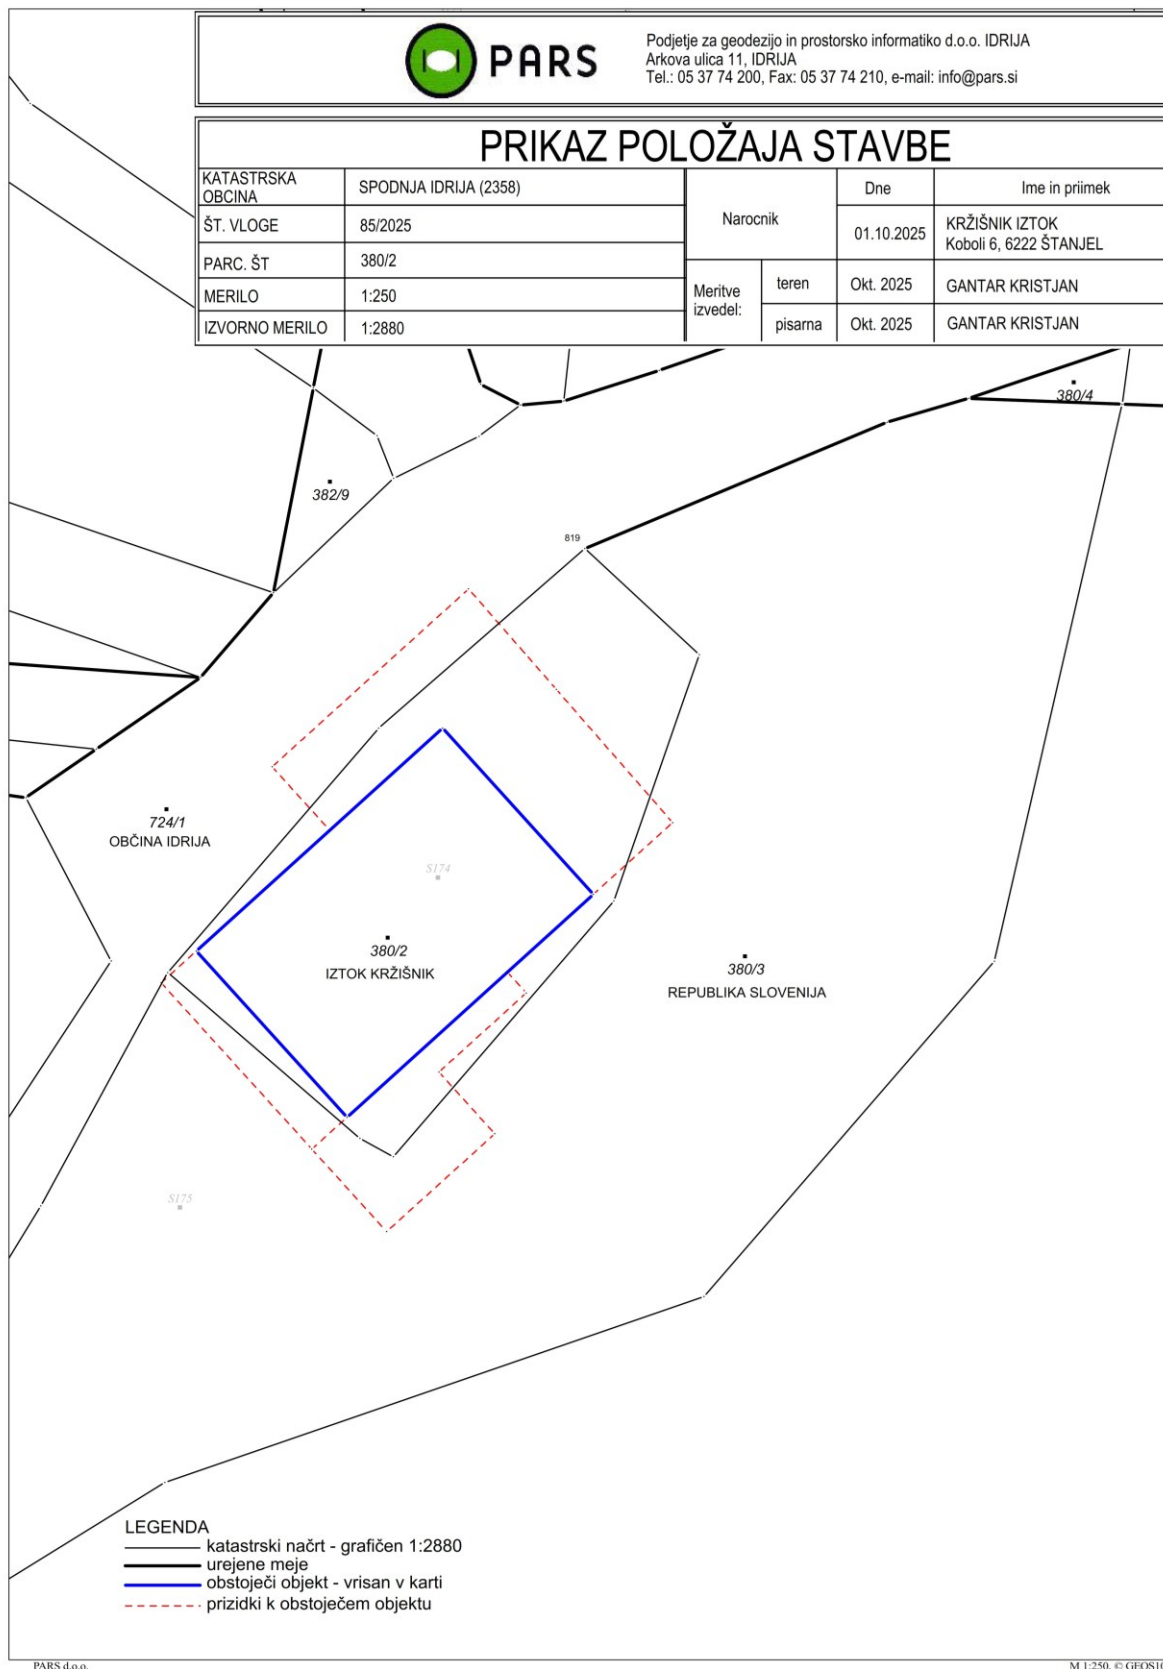 PARS
Podjetje za geodezijo in prostorsko informatiko d.o.o. IDRIJA
Arkova ulica 11, IDRIJA
Tel.: 05 37 74 200, Fax: 05 37 74 210, e-mail: info@pars.si
PRIKAZ POLOŽAJA STAVBE
KATASTRSKA OBCINA SPODNJA IDRIJA (2358)
ŠT. VLOGE 85/2025
PARC. ŠT 380/2
MERILO 1:250
IZVORNO MERILO 1:2880
Dne Ime in priimek
Narocnik 01.10.2025 KRŽIŠNIK IZTOK
Koboli 6, 6222 ŠTANJEL
Meritve izvedel: teren Okt. 2025 GANTAR KRISTJAN
pisarna Okt. 2025 GANTAR KRISTJAN
380/4
382/9
819
724/1
OBČINA IDRIJA
S174
380/2
IZTOK KRŽIŠNIK
380/3
REPUBLIKA SLOVENIJA
S175
LEGENDA
katastrski načrt - grafičen 1:2880
urejene meje
obstoječi objekt - vrisan v karti
prizidki k obstoječem objektu
PARS d.o.o.
M 1:250, © GEOS10